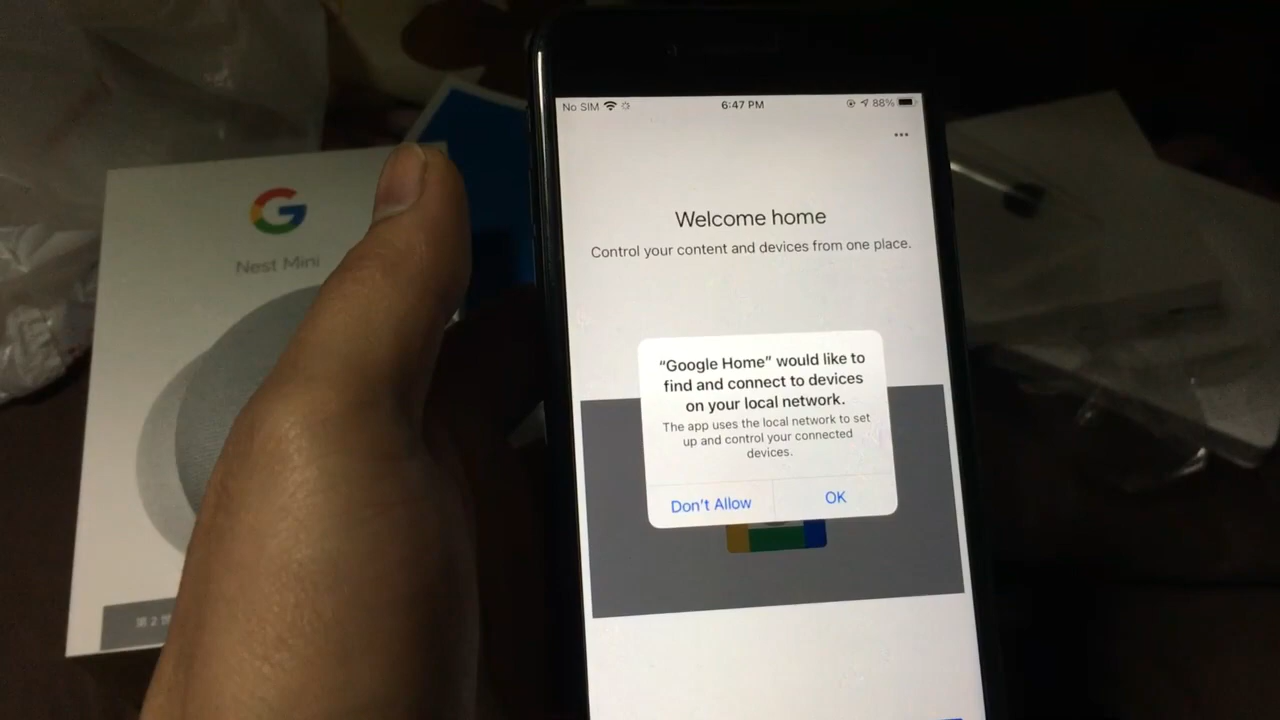 Nest Mini
第 2
No SIM
6:47 PM
88%
Welcome home
Control your content and devices from one place.
“Google Home” would like to
find and connect to devices
on your local network.
The app uses the local network to set
up and control your connected
devices.
Don’t Allow
OK